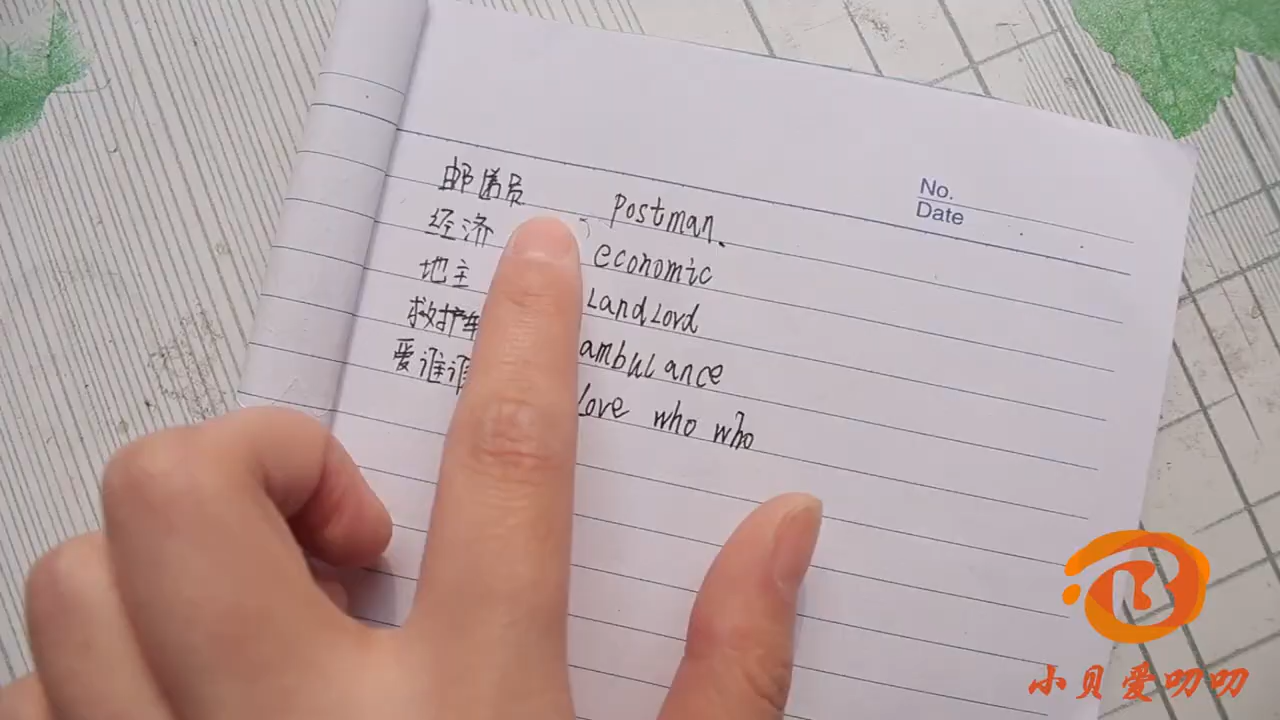 No.
Date
邮递员 - Postman.
经济 economic
地主 LandLord
救护车 ambulance
爱谁谁 Love who who
小贝爱叨叨